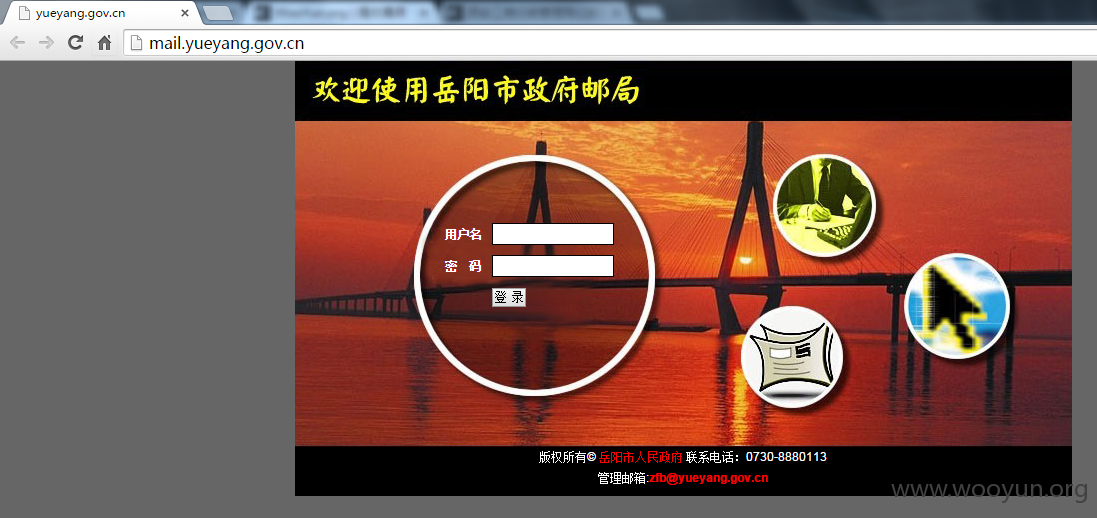 yueyang.gov.cn
mail.yueyang.gov.cn
欢迎使用岳阳市政府邮局
用户名
密 码
登 录
版权所有© 岳阳市人民政府 联系电话：0730-8880113
管理邮箱:zfb@yueyang.gov.cn
www.wooyun.org